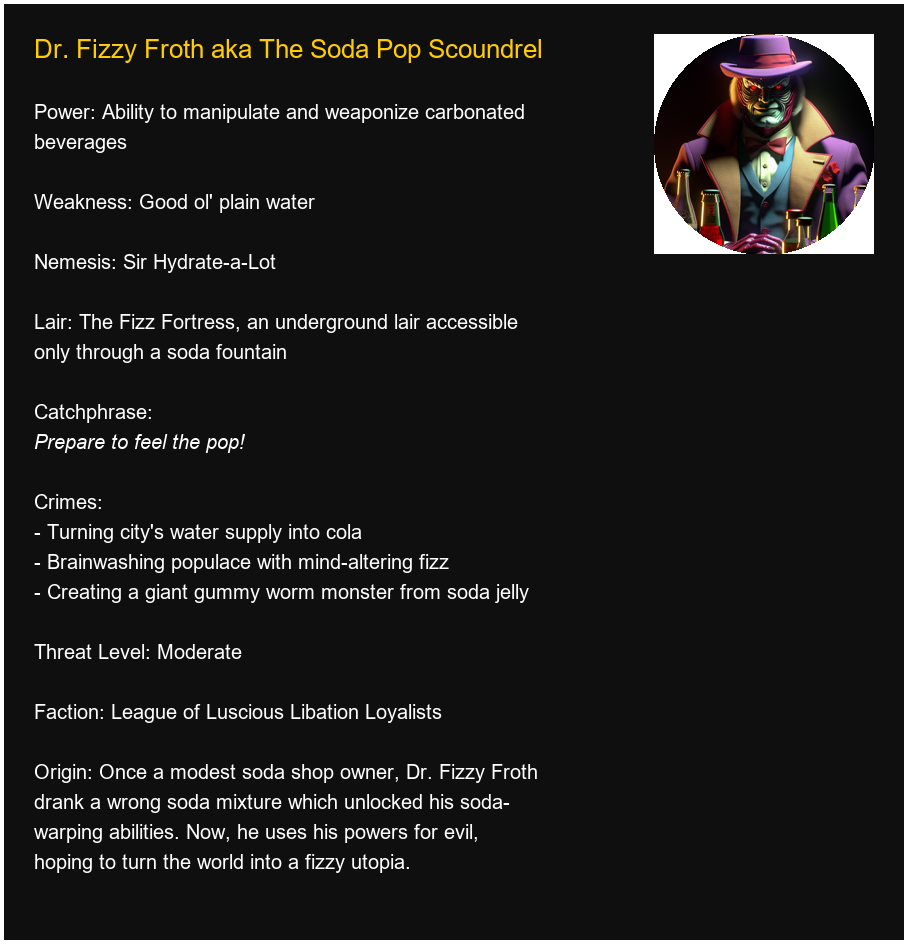 Dr. Fizzy Froth aka The Soda Pop Scoundrel
Power: Ability to manipulate and weaponize carbonated
beverages
Weakness: Good ol' plain water
Nemesis: Sir Hydrate-a-Lot
Lair: The Fizz Fortress, an underground lair accessible
only through a soda fountain
Catchphrase:
Prepare to feel the pop!
Crimes:
- Turning city's water supply into cola
- Brainwashing populace with mind-altering fizz
- Creating a giant gummy worm monster from soda jelly
Threat Level: Moderate
Faction: League of Luscious Libation Loyalists
Origin: Once a modest soda shop owner, Dr. Fizzy Froth
drank a wrong soda mixture which unlocked his soda-
warping abilities. Now, he uses his powers for evil,
hoping to turn the world into a fizzy utopia.